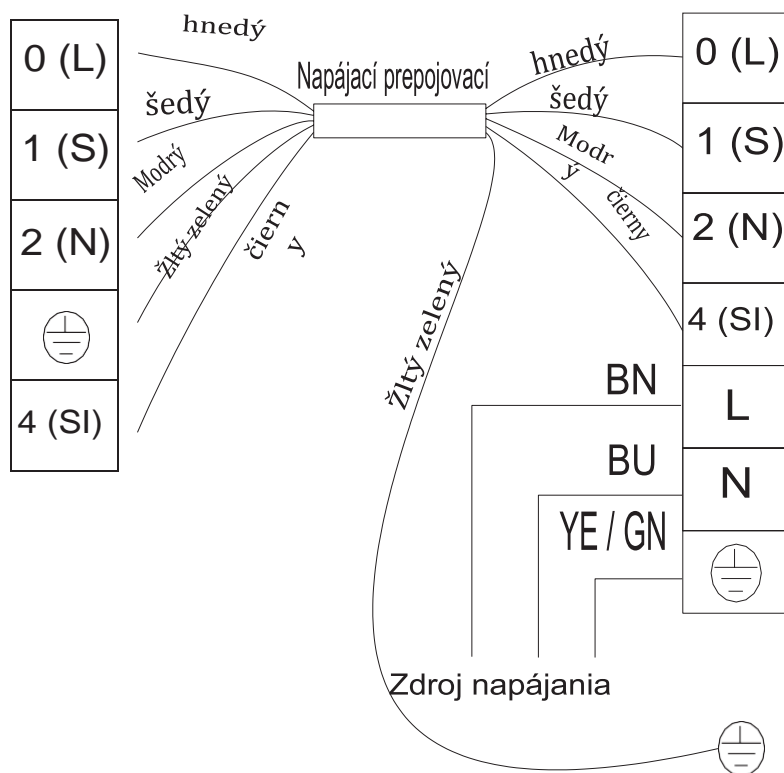 hnedý
šedý
Modrý
Žltý zelený
čiern
y
0 (L)
1 (S)
2 (N)
4 (SI)
Napájací prepojovací
hnedý
šedý
Modr
ý
čierny
Žltý zelený
0 (L)
1 (S)
2 (N)
4 (SI)
L
N
BN
BU
YE / GN
Zdroj napájania